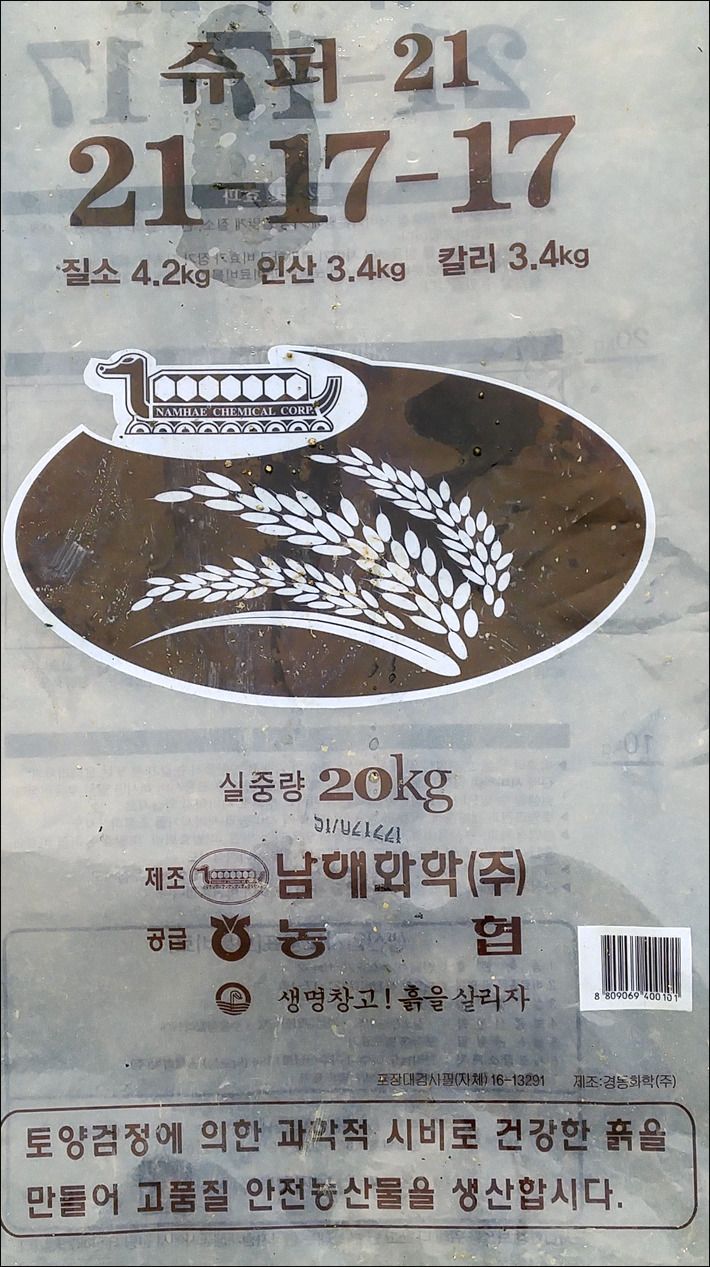 슈퍼 21
21-17-17
질소 4.2kg 인산 3.4kg 칼리 3.4kg
NAMHAE CHEMICAL CORP.
실중량 20kg
제조 남해화학(주)
공급 농협
생명창고! 흙을 살리자
8 809069 400101
포장대검사필(자체) 16-13291 제조:경동화학(주)
토양검정에 의한 과학적 시비로 건강한 흙을
만들어 고품질 안전농산물을 생산합시다.